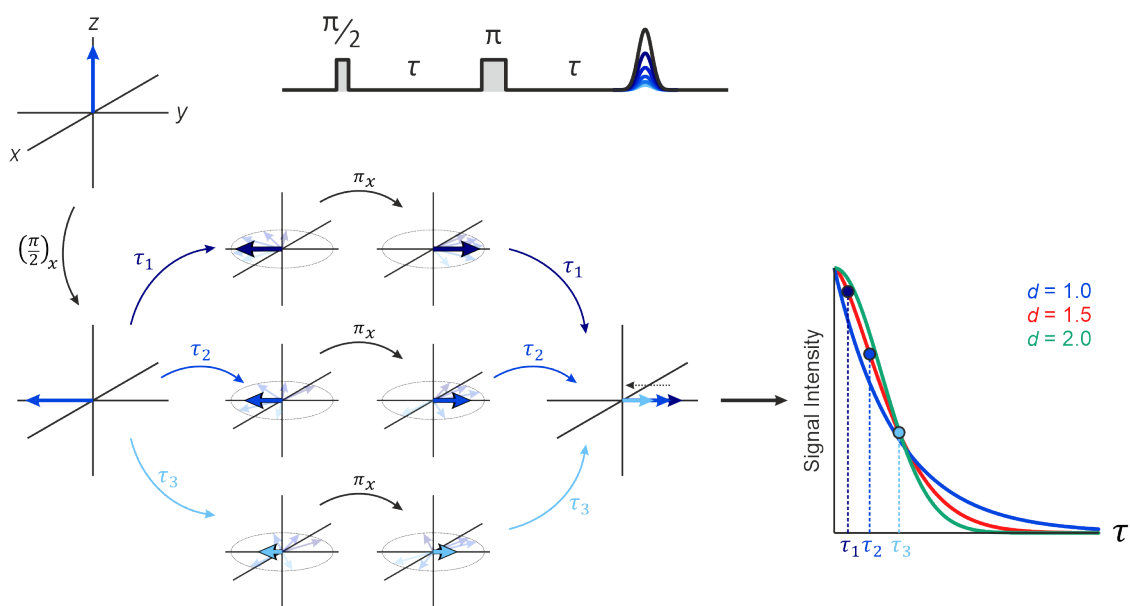 z
y
x
π/2
τ
π
τ
(π/2)ₓ
τ₁
πₓ
τ₁
τ₂
πₓ
τ₂
τ₃
πₓ
τ₃
Signal Intensity
d = 1.0
d = 1.5
d = 2.0
τ₁ τ₂ τ₃
τ